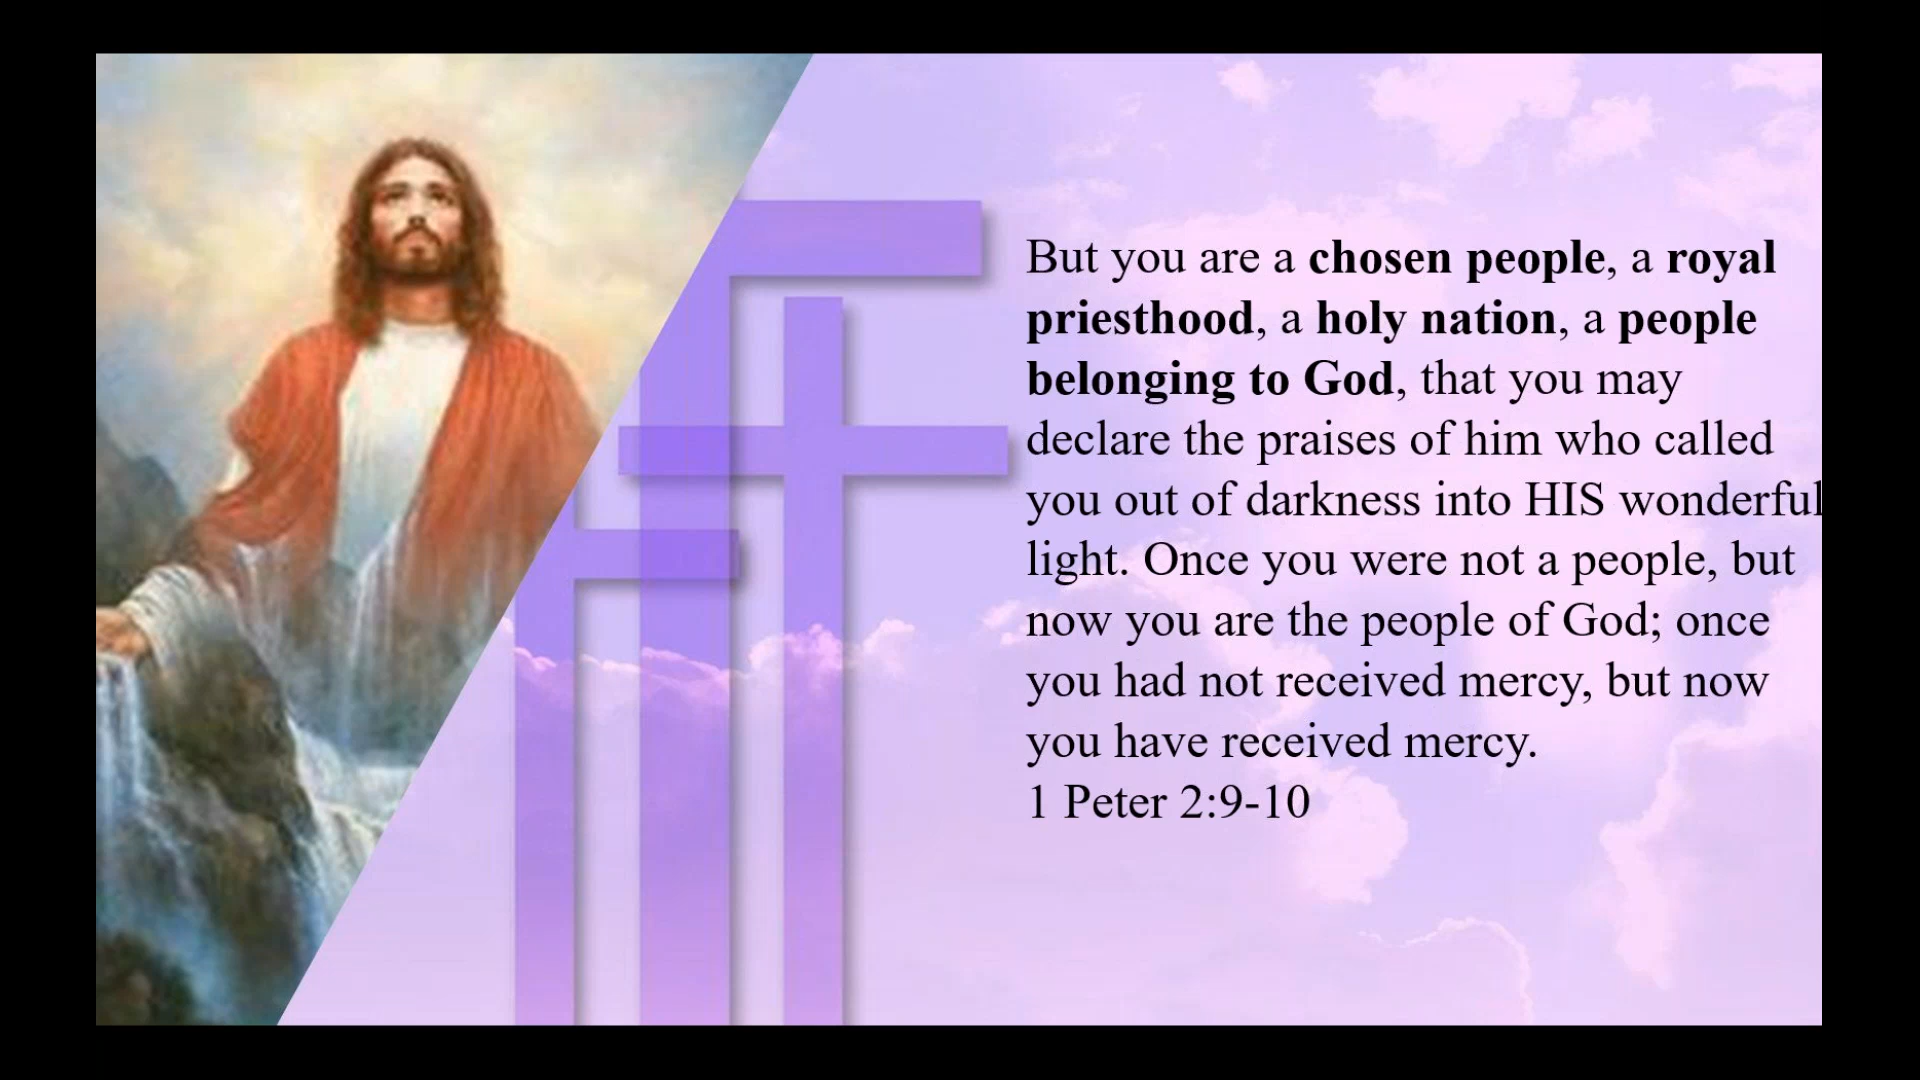 But you are a chosen people, a royal
priesthood, a holy nation, a people
belonging to God, that you may
declare the praises of him who called
you out of darkness into HIS wonderful
light. Once you were not a people, but
now you are the people of God; once
you had not received mercy, but now
you have received mercy.
1 Peter 2:9-10